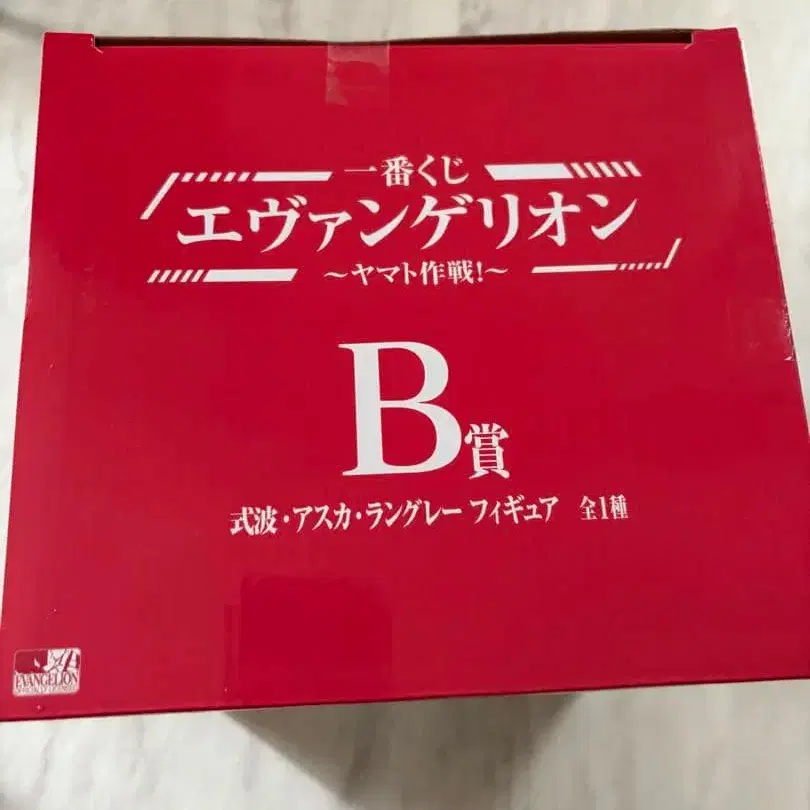 一番くじ
エヴァンゲリオン
～ヤマト作戦!～
B賞
式波・アスカ・ラングレー フィギュア 全1種
EVANGELION